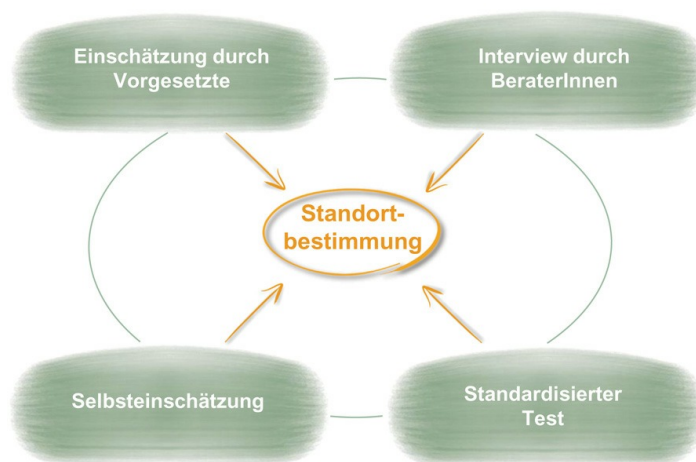 Einschätzung durch
Vorgesetzte
Interview durch
BeraterInnen
Standort-
bestimmung
Selbsteinschätzung
Standardisierter
Test